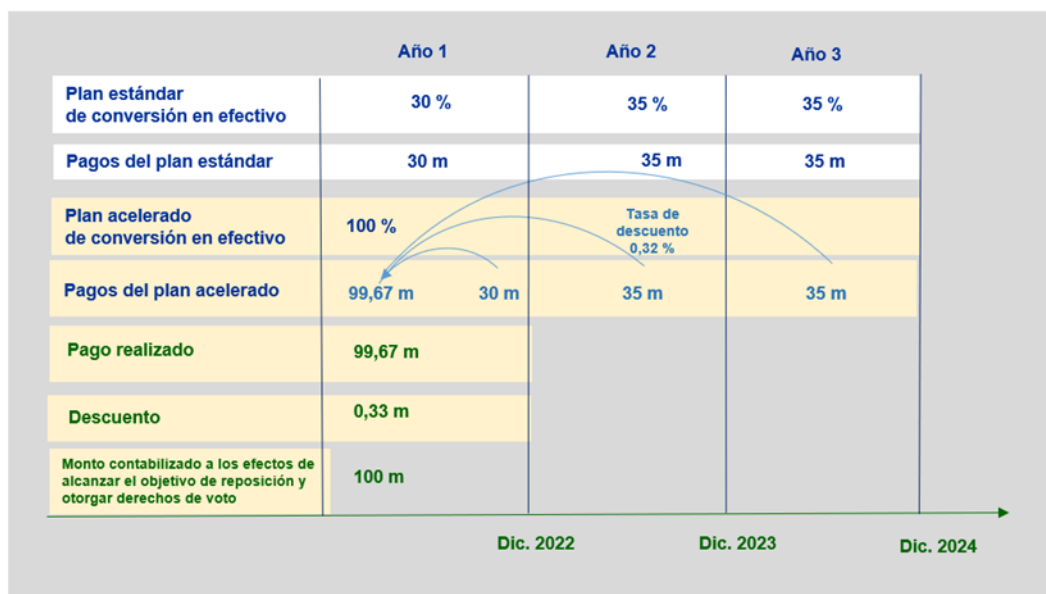 Año 1 Año 2 Año 3
Plan estándar
de conversión en efectivo
30 % 35 % 35 %
Pagos del plan estándar 30 m 35 m 35 m
Plan acelerado
de conversión en efectivo
100 %
Tasa de
descuento
0,32 %
Pagos del plan acelerado 99,67 m 30 m 35 m 35 m
Pago realizado 99,67 m
Descuento 0,33 m
Monto contabilizado a los efectos de
alcanzar el objetivo de reposición y
otorgar derechos de voto
100 m
Dic. 2022 Dic. 2023 Dic. 2024